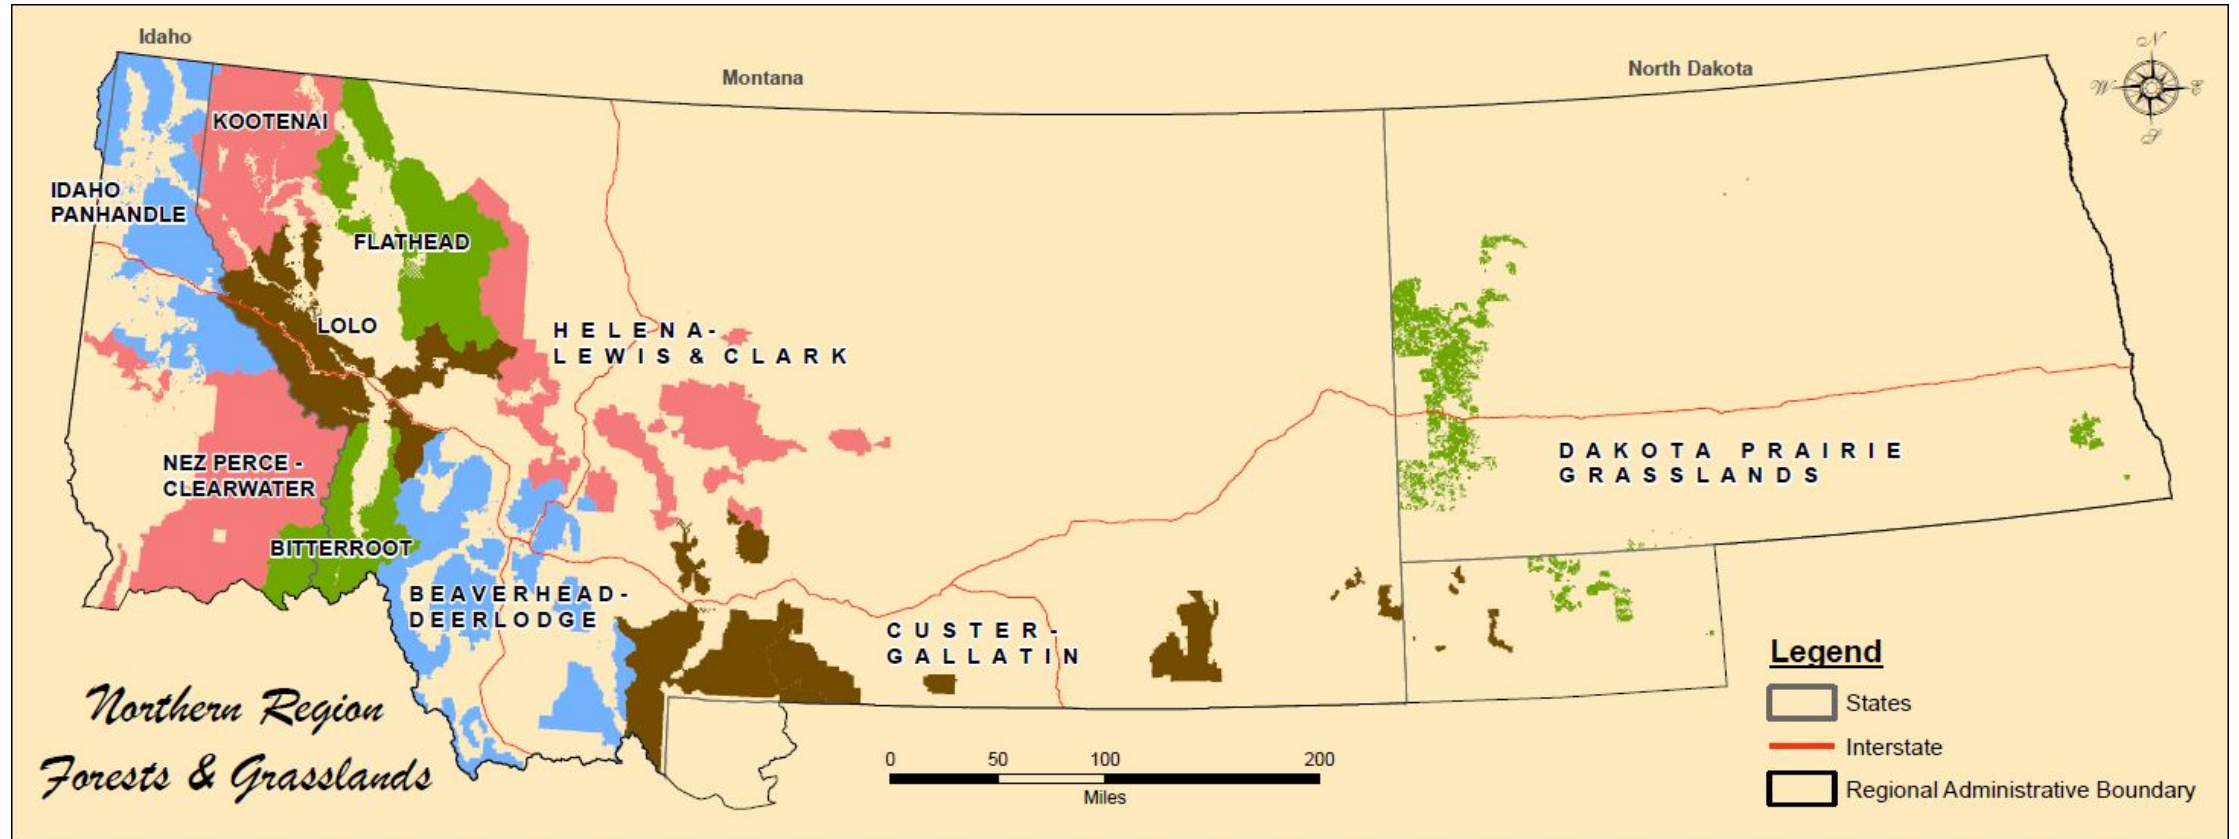 Idaho
Montana
North Dakota
N
W
E
S
KOOTENAI
IDAHO
PANHANDLE
FLATHEAD
LOLO
H E L E N A -
L E W I S & C L A R K
NEZ PERCE -
CLEARWATER
BITTERROOT
B E A V E R H E A D -
D E E R L O D G E
C U S T E R -
G A L L A T I N
D A K O T A P R A I R I E
G R A S S L A N D S
Northern Region
Forests & Grasslands
0 50 100 200
Miles
Legend
States
Interstate
Regional Administrative Boundary